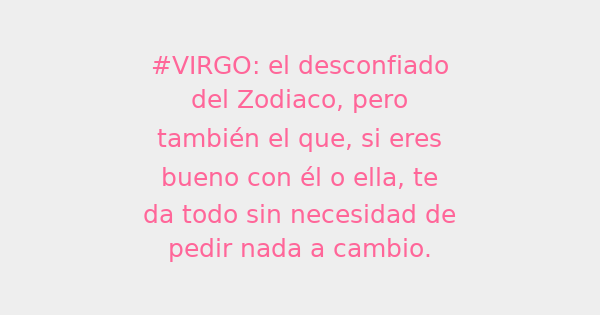 #VIRGO: el desconfiado
del Zodiaco, pero
también el que, si eres
bueno con él o ella, te
da todo sin necesidad de
pedir nada a cambio.